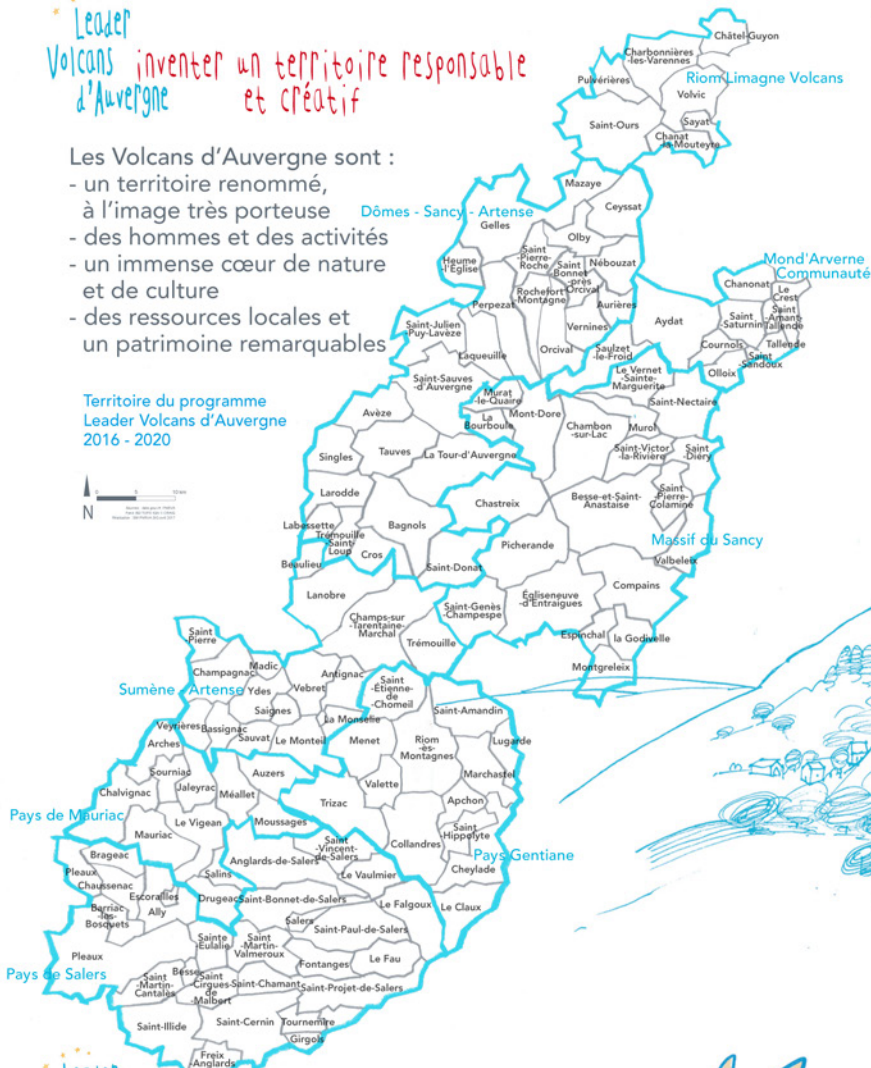 Leader
Volcans
d'Auvergne
inventer un territoire responsable
et créatif
Les Volcans d'Auvergne sont :
- un territoire renommé,
à l'image très porteuse
- des hommes et des activités
- un immense cœur de nature
et de culture
- des ressources locales et
un patrimoine remarquables
Territoire du programme
Leader Volcans d'Auvergne
2016 - 2020
N
0
10 km
Châtel-Guyon
Charbonnières
-les-Varennes
Pulvérières
Riom Limagne Volcans
Volvic
Saint-Ours
Sayat
Chanat
-la-Mouteyre
Mazaye
Ceyssat
Dômes - Sancy - Artense
Gelles
Olby
Heume
-l'Église
Saint
-Pierre-
Roche
Saint
Bonnet
-près
Orcival
Nébouzat
Mond'Arverne
Communauté
Chanonat
Le
Crest
Rochefort
Montagne
Aurières
Perpezat
Vernines
Aydat
Saint
Saturnin
Saint
-Amant-
Tallende
Saint-Julien
Puy-Lavèze
Orcival
Saulzet
-le-Froid
Cournols
Tallende
Laqueuille
Saint
-Sandoux
Olloix
Le Vernet
-Sainte-
Marguerite
Saint-Sauves
-d'Auvergne
Murat
-le-Quaire
Saint-Nectaire
Avèze
La
Bourboule
Mont-Dore
Chambon
-sur-Lac
Murol
Singles
Tauves
La Tour-d'Auvergne
Saint-Victor
-la-Rivière
Saint
-Diéry
Larodde
Chastreix
Besse-et-Saint-
Anastaise
Saint
-Pierre-
Colamine
Labessette
Trémouille
-Saint-
Loup
Bagnols
Cros
Picherande
Massif du Sancy
Valbeleix
Beaulieu
Saint-Donat
Compains
Lanobre
Saint-Genès
-Champespe
Égliseneuve
d'Entraigues
Champs-sur
-Tarentaine-
Marchal
Trémouille
Espinchal
la Godivelle
Montgreleix
Saint
-Pierre
Champagnac
Madic
Antignac
Saint
-Étienne-
de
-Chomeil
Sumène - Artense
Ydes
Vebret
Saignes
Saint-Amandin
La Monselie
Veyrières
Bassignac
Sauvat
Le Monteil
Menet
Riom
-ès-
Montagnes
Lugarde
Arches
Sourniac
Auzers
Marchastel
Chalvignac
Jaleyrac
Méallet
Valette
Apchon
Trizac
Pays de Mauriac
Le Vigean
Moussages
Mauriac
Saint
-Hippolyte
Collandres
Brageac
Saint
-Vincent-
de-Salers
Anglards-de-Salers
Pays Gentiane
Pleaux
Salins
Le Vaulmier
Cheylade
Chaussenac
Escorailles
Ally
Drugeac
Saint-Bonnet-de-Salers
Le Falgoux
Le Claux
Barriac
-les-
Bosquets
Salers
Saint-Paul-de-Salers
Sainte
-Eulalie
Saint
-Martin-
Valmeroux
Pleaux
Fontanges
Le Fau
Pays de Salers
Saint
-Martin-
Cantalès
Besse
Saint
-Cirgues-
de
-Malbert
Saint-Chamant
Saint-Projet-de-Salers
Saint-Illide
Saint-Cernin
Tournemire
Girgols
Freix
-Anglards